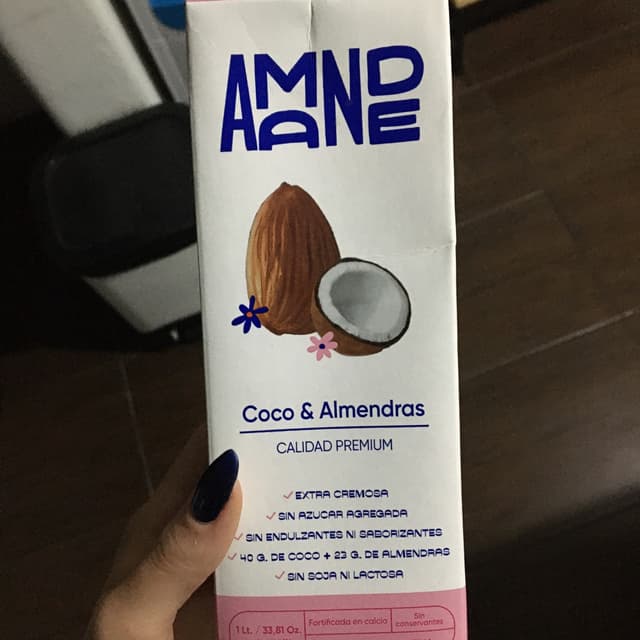 AMANDE
Coco & Almendras
CALIDAD PREMIUM
EXTRA CREMOSA
SIN AZUCAR AGREGADA
SIN ENDULZANTES NI SABORIZANTES
40 G. DE COCO + 23 G. DE ALMENDRAS
SIN SOJA NI LACTOSA
1 Lt. / 33,81 Oz.
Fortificada en calcio
Sin
conservantes